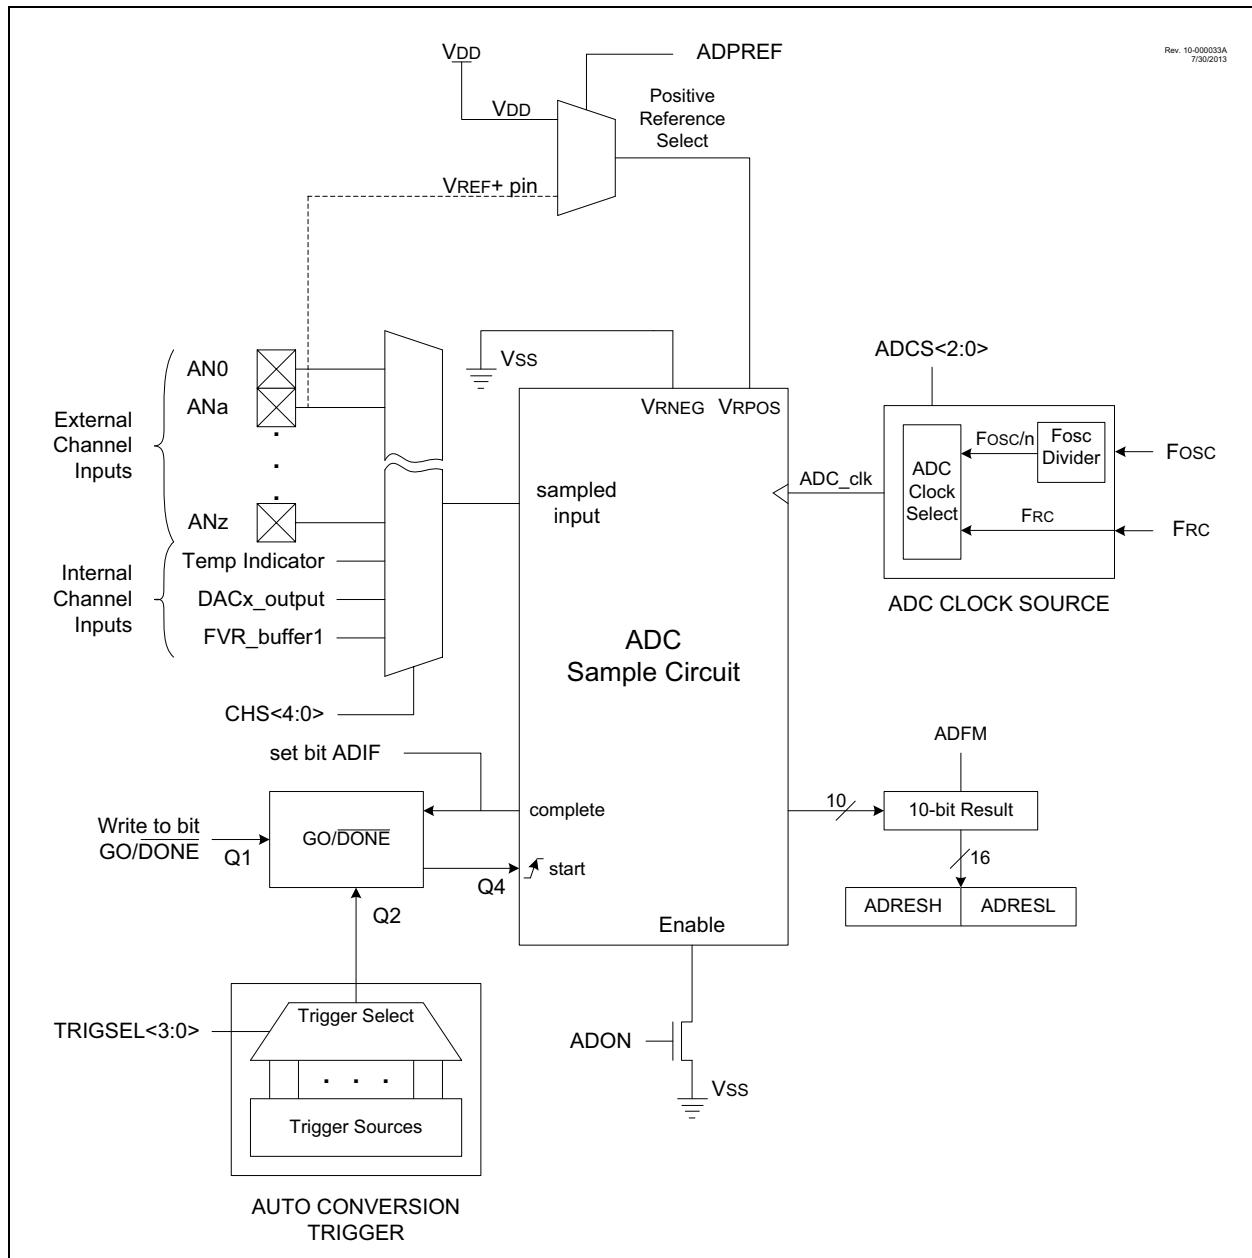 Rev. 10-000033A
7/30/2013
VDD
ADPREF
VDD
Positive
Reference
Select
VREF+ pin
VSS
ADCS<2:0>
AN0
ANa
External
Channel
Inputs
VRNEG VRPOS
FOSC/n
Fosc
Divider
FOSC
ADC
Clock
Select
ADC_clk
sampled
input
FRC
FRC
ANz
Temp Indicator
Internal
Channel
Inputs
DACx_output
FVR_buffer1
ADC CLOCK SOURCE
ADC
Sample Circuit
CHS<4:0>
set bit ADIF
ADFM
complete
10
10-bit Result
Write to bit
GO/DONE
Q1
GO/DONE
Q4
start
16
ADRESH
ADRESL
Q2
Enable
Trigger Select
TRIGSEL<3:0>
. . .
ADON
VSS
Trigger Sources
AUTO CONVERSION
TRIGGER